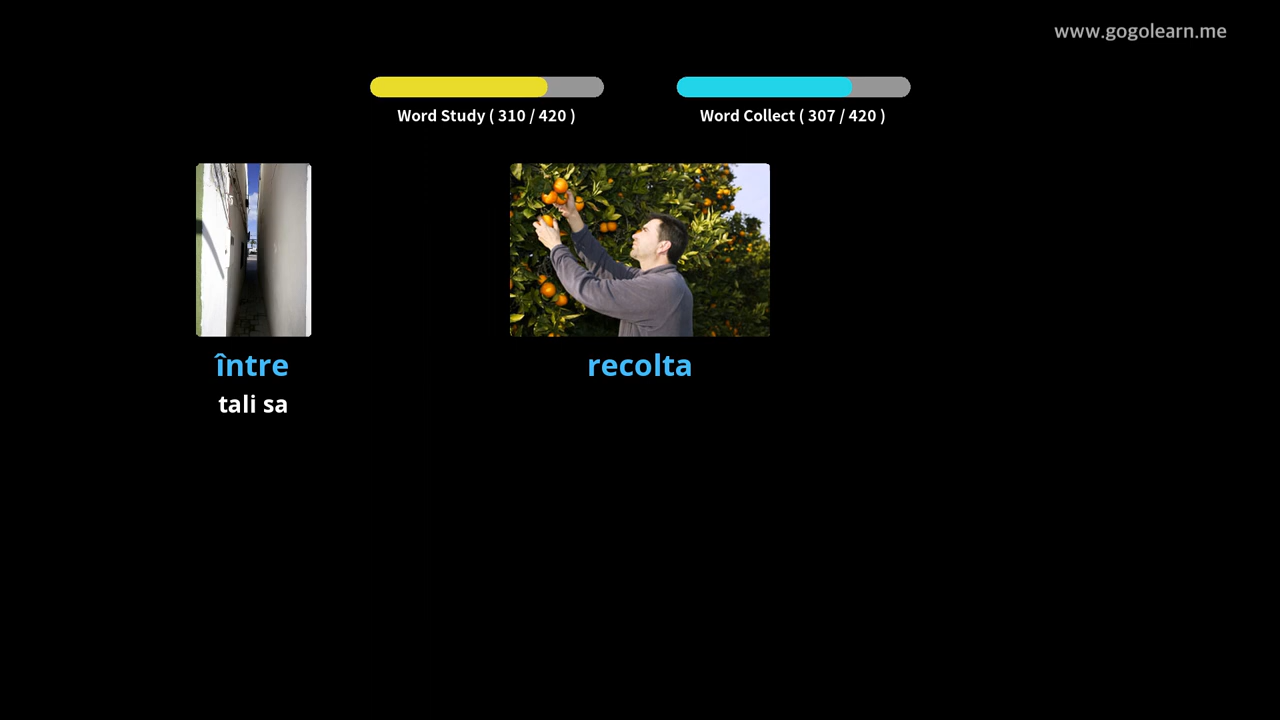 www.gogolearn.me
Word Study ( 310 / 420 )
Word Collect ( 307 / 420 )
între
tali sa
recolta